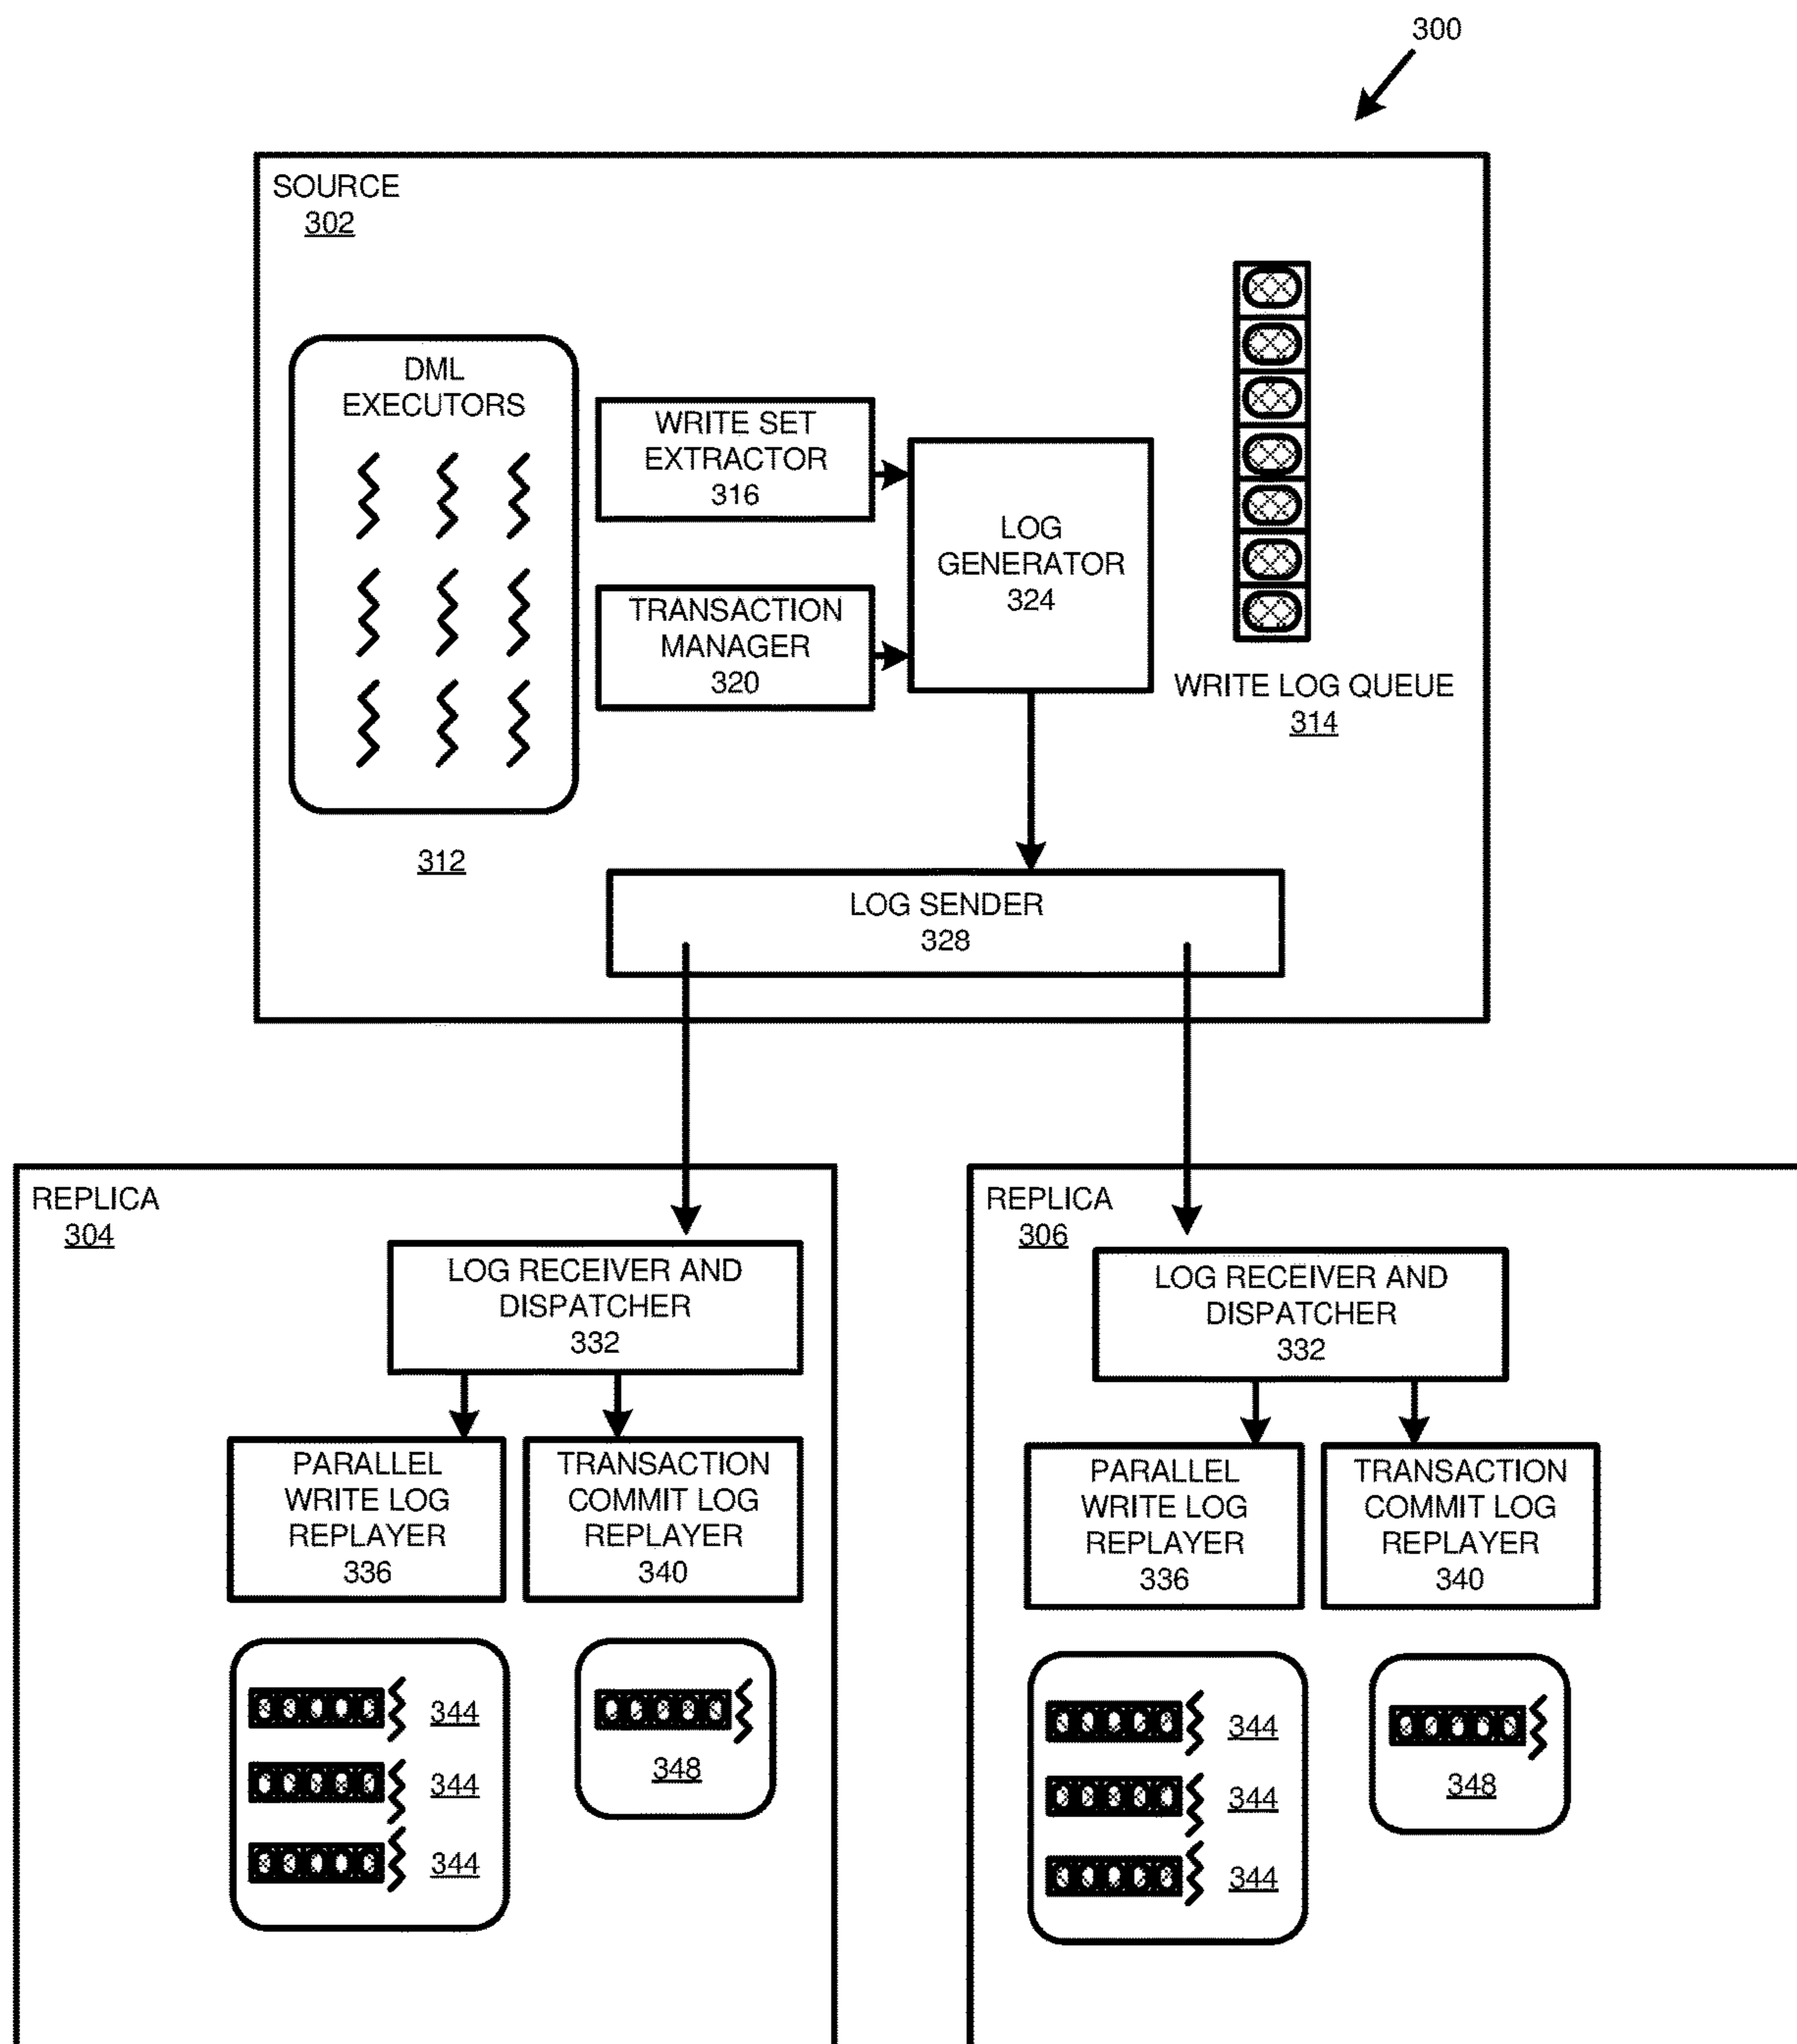 300
SOURCE
302
DML
EXECUTORS
312
WRITE SET
EXTRACTOR
316
TRANSACTION
MANAGER
320
LOG
GENERATOR
324
WRITE LOG QUEUE
314
LOG SENDER
328
REPLICA
304
LOG RECEIVER AND
DISPATCHER
332
PARALLEL
WRITE LOG
REPLAYER
336
TRANSACTION
COMMIT LOG
REPLAYER
340
344
344
344
348
REPLICA
306
LOG RECEIVER AND
DISPATCHER
332
PARALLEL
WRITE LOG
REPLAYER
336
TRANSACTION
COMMIT LOG
REPLAYER
340
344
344
344
348